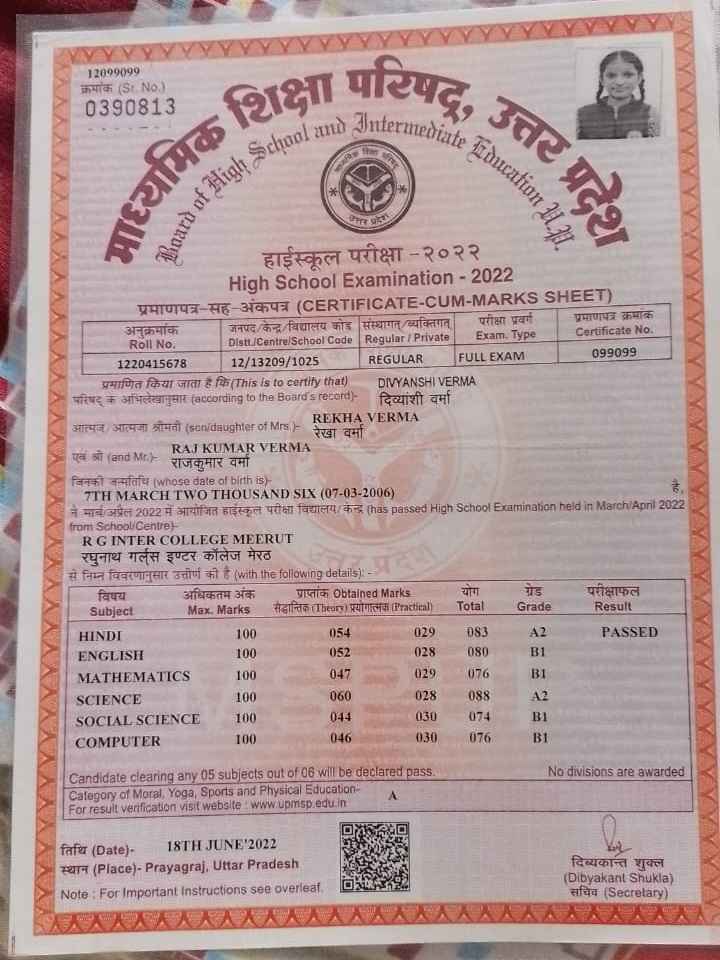 12099099
क्रमांक (Sr. No.)
0390813
माध्यमिक शिक्षा परिषद्, उत्तर प्रदेश
Board of High School and Intermediate Education U.P.
माध्यमिक शिक्षा परिषद्
उत्तर प्रदेश
हाईस्कूल परीक्षा -२०२२
High School Examination - 2022
प्रमाणपत्र-सह-अंकपत्र (CERTIFICATE-CUM-MARKS SHEET)
अनुक्रमांक जनपद/केन्द्र/विद्यालय कोड संस्थागत/व्यक्तिगत परीक्षा प्रवर्ग प्रमाणपत्र क्रमांक
Roll No. Distt./Centre/School Code Regular / Private Exam. Type Certificate No.
1220415678 12/13209/1025 REGULAR FULL EXAM 099099
प्रमाणित किया जाता है कि (This is to certify that) DIVYANSHI VERMA
परिषद् के अभिलेखानुसार (according to the Board's record)- दिव्यांशी वर्मा
REKHA VERMA
आत्मज/आत्मजा श्रीमती (son/daughter of Mrs.)- रेखा वर्मा
RAJ KUMAR VERMA
एवं श्री (and Mr.)- राजकुमार वर्मा
जिनकी जन्मतिथि (whose date of birth is)-
7TH MARCH TWO THOUSAND SIX (07-03-2006) है,
ने मार्च/अप्रैल 2022 में आयोजित हाईस्कूल परीक्षा विद्यालय/केन्द्र (has passed High School Examination held in March/April 2022
from School/Centre)-
R G INTER COLLEGE MEERUT
रघुनाथ गर्ल्स इण्टर कॉलेज मेरठ
से निम्न विवरणानुसार उत्तीर्ण की है (with the following details): -
विषय अधिकतम अंक प्राप्तांक Obtained Marks योग ग्रेड परीक्षाफल
Subject Max. Marks सैद्धान्तिक (Theory) प्रयोगात्मक (Practical) Total Grade Result
HINDI 100 054 029 083 A2 PASSED
ENGLISH 100 052 028 080 B1
MATHEMATICS 100 047 029 076 B1
SCIENCE 100 060 028 088 A2
SOCIAL SCIENCE 100 044 030 074 B1
COMPUTER 100 046 030 076 B1
Candidate clearing any 05 subjects out of 06 will be declared pass. No divisions are awarded
Category of Moral, Yoga, Sports and Physical Education- A
For result verification visit website : www.upmsp.edu.in
तिथि (Date)- 18TH JUNE'2022
स्थान (Place)- Prayagraj, Uttar Pradesh
Note : For Important Instructions see overleaf.
दिब्यकान्त शुक्ल
(Dibyakant Shukla)
सचिव (Secretary)